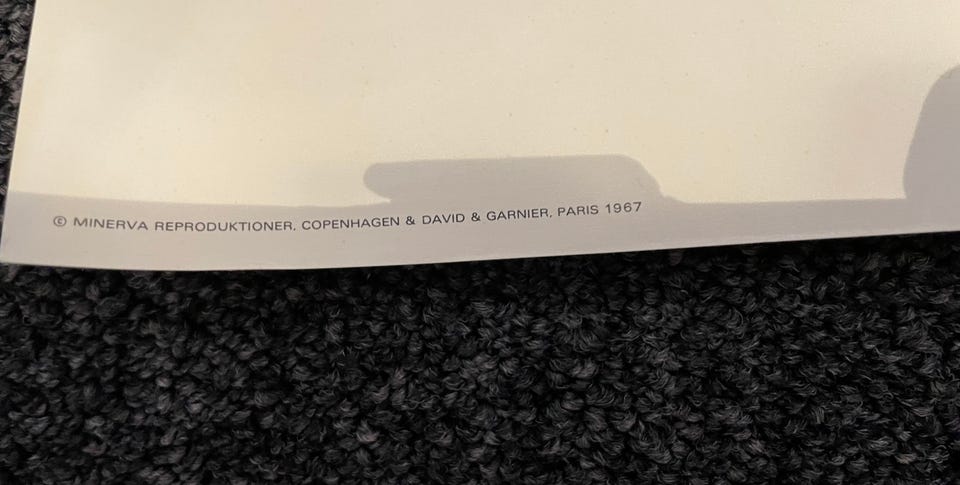 © MINERVA REPRODUKTIONER, COPENHAGEN & DAVID & GARNIER, PARIS 1967